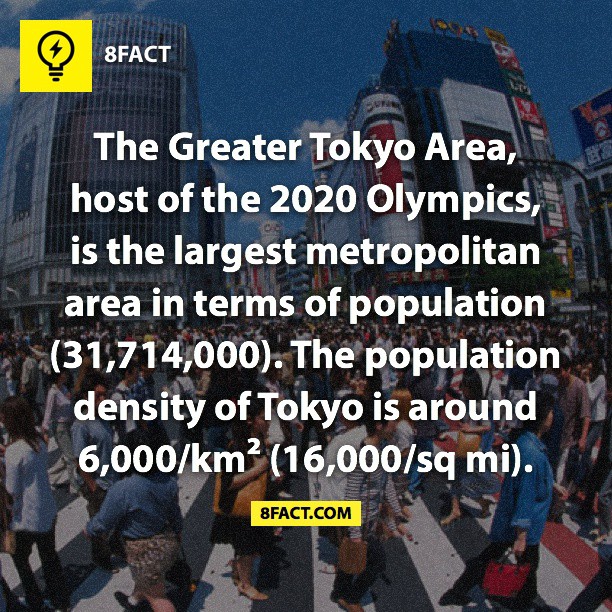 8FACT
The Greater Tokyo Area,
host of the 2020 Olympics,
is the largest metropolitan
area in terms of population
(31,714,000). The population
density of Tokyo is around
6,000/km² (16,000/sq mi).
8FACT.COM